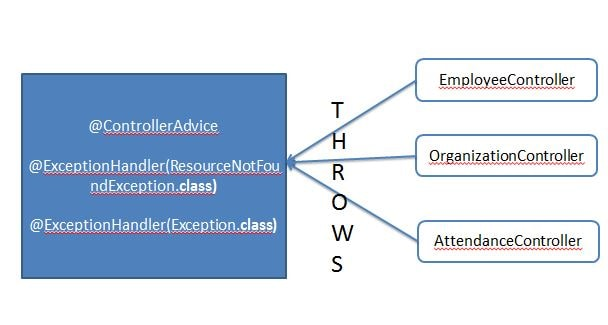 @ControllerAdvice
@ExceptionHandler(ResourceNotFou
ndException.class)
@ExceptionHandler(Exception.class)
T
H
R
O
W
S
EmployeeController
OrganizationController
AttendanceController